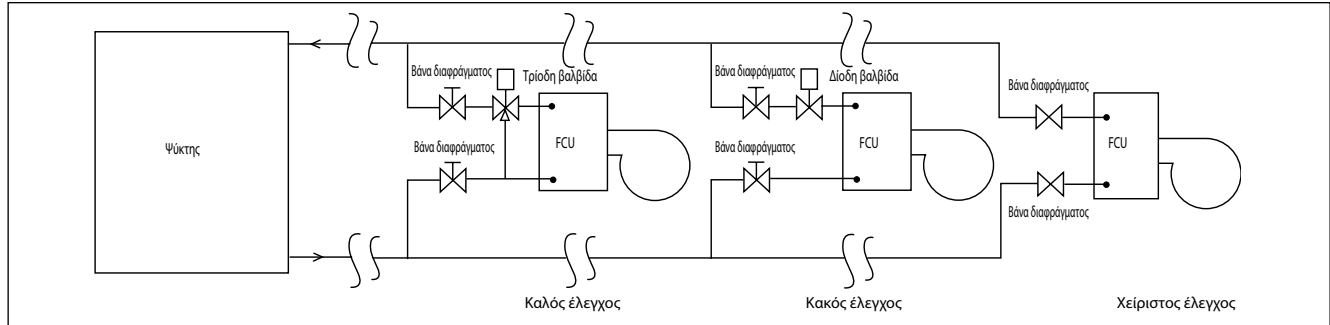 Βάνα διαφράγματος
Τρίοδη βαλβίδα
Βάνα διαφράγματος
Δίοδη βαλβίδα
Βάνα διαφράγματος
Ψύκτης
FCU
FCU
FCU
Βάνα διαφράγματος
Βάνα διαφράγματος
Βάνα διαφράγματος
Καλός έλεγχος
Κακός έλεγχος
Χείριστος έλεγχος